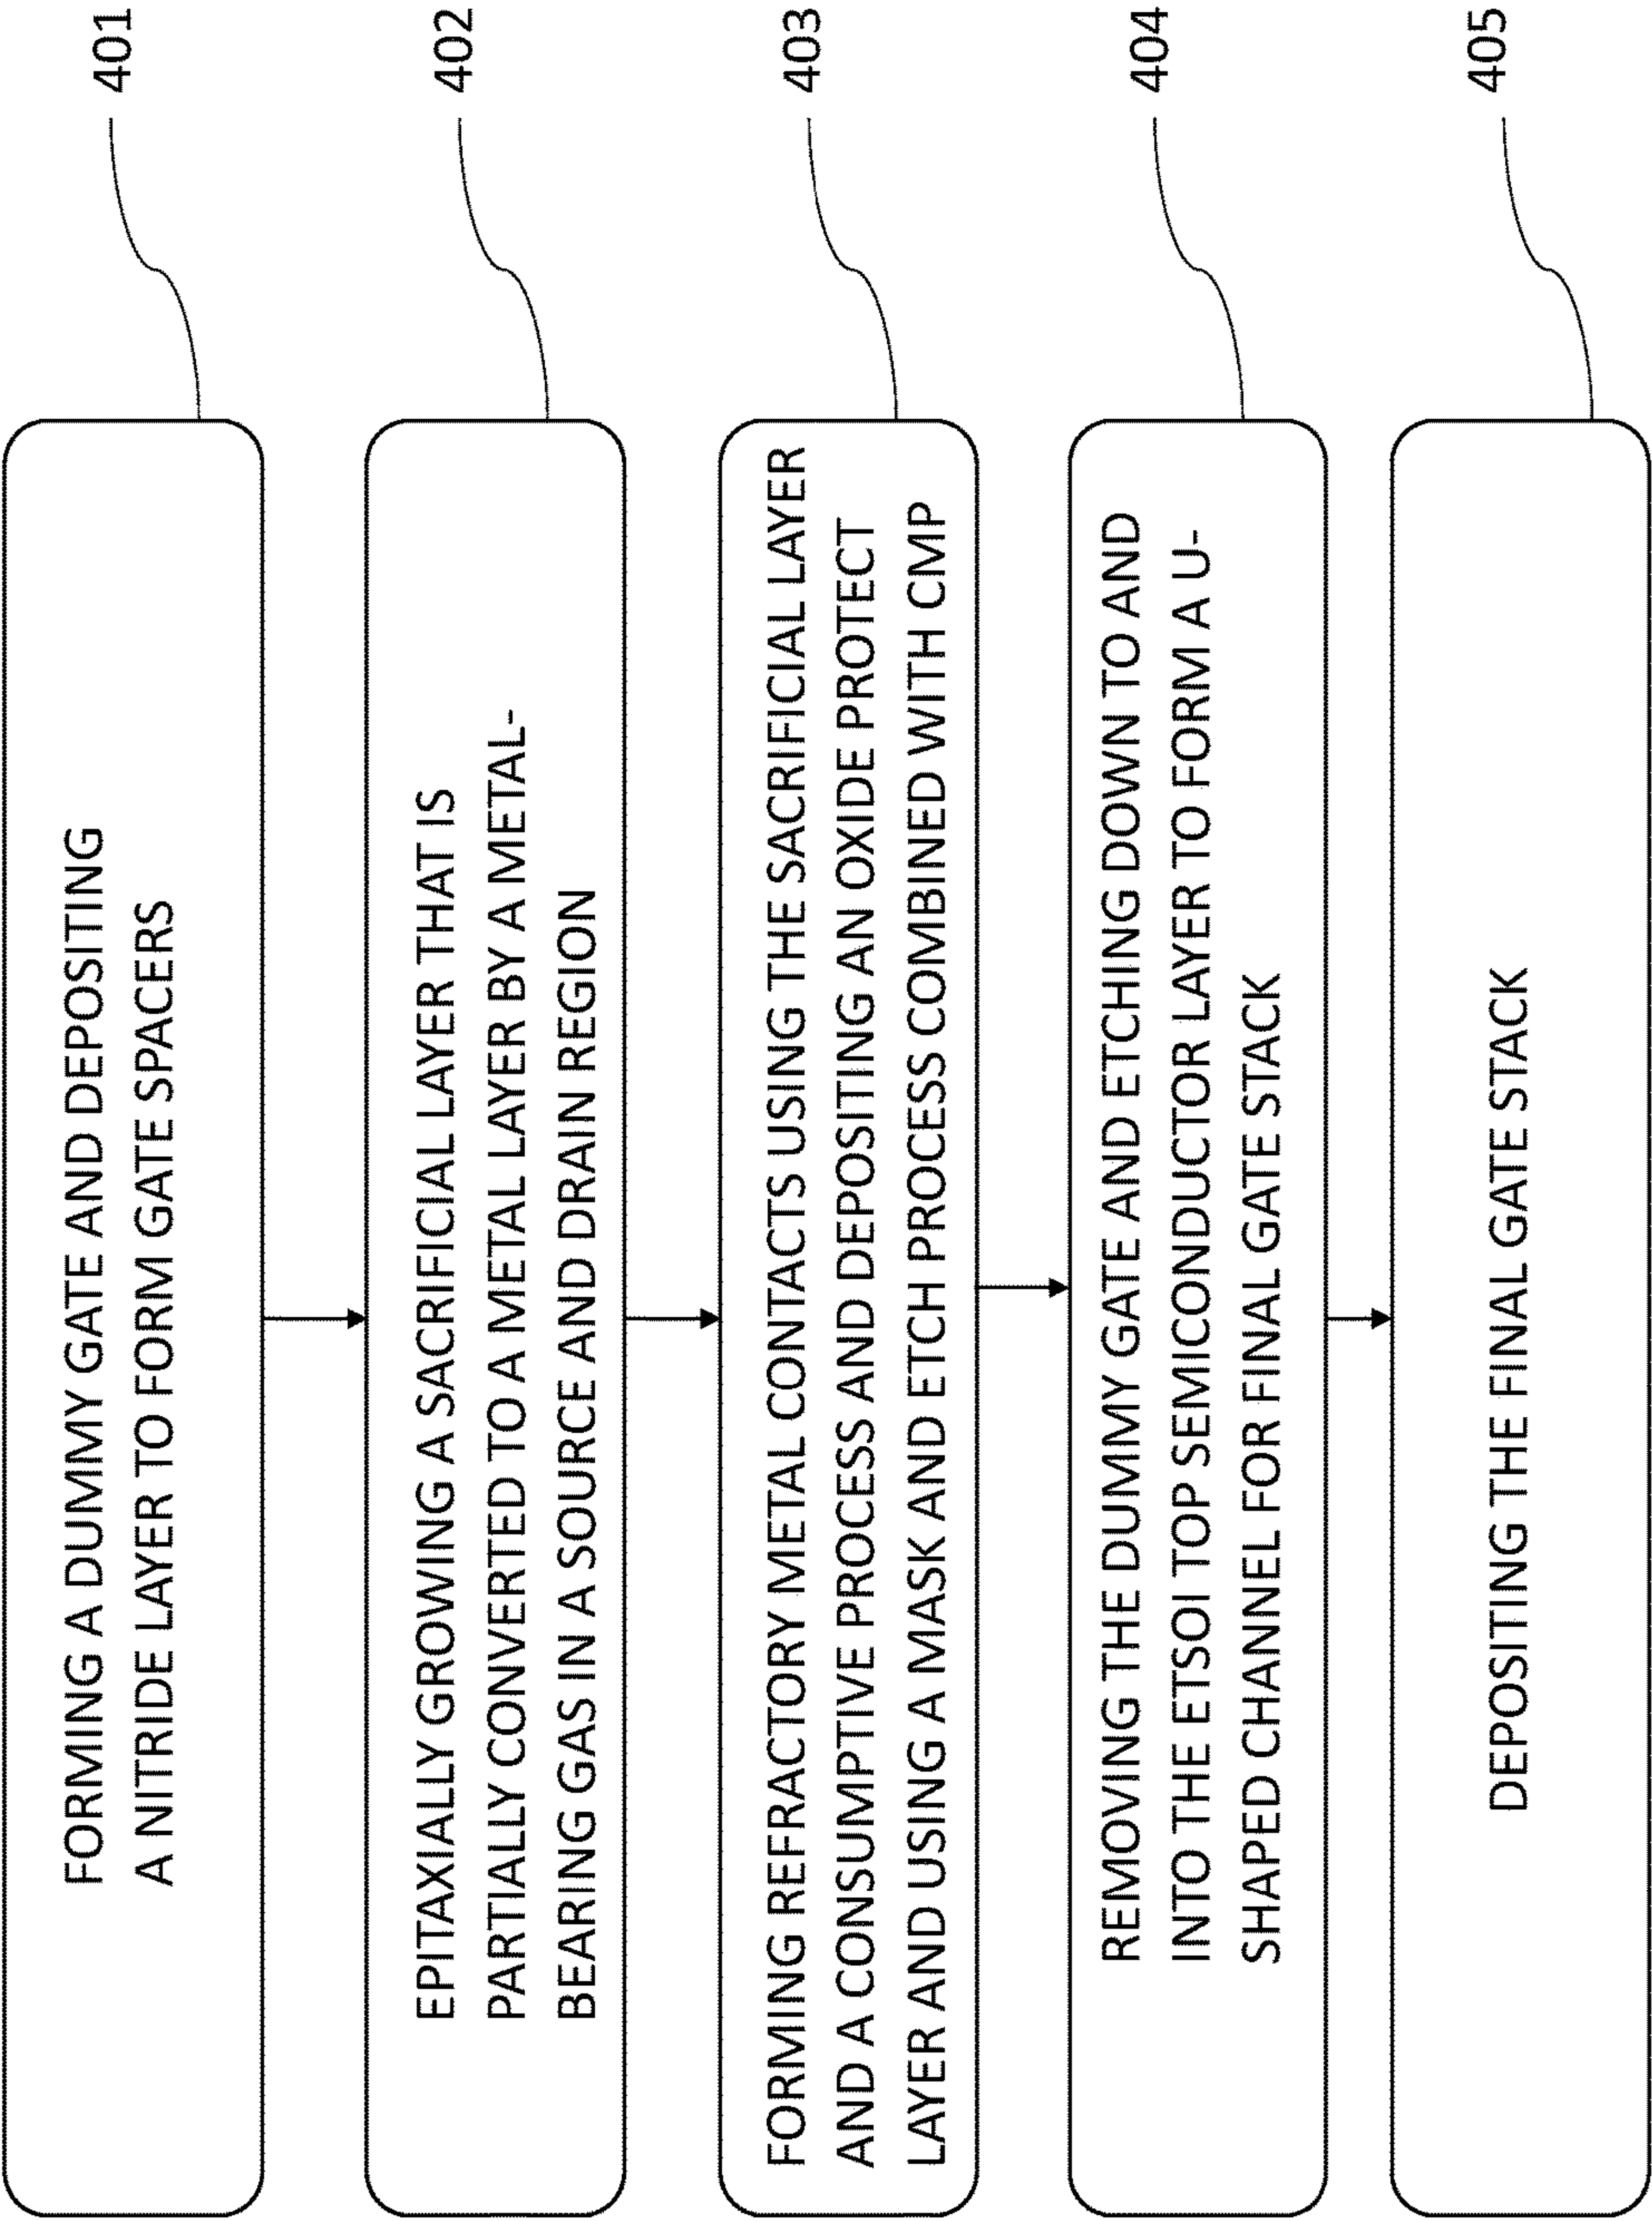 401
FORMING A DUMMY GATE AND DEPOSITING
A NITRIDE LAYER TO FORM GATE SPACERS
402
EPITAXIALLY GROWING A SACRIFICIAL LAYER THAT IS
PARTIALLY CONVERTED TO A METAL LAYER BY A METAL-
BEARING GAS IN A SOURCE AND DRAIN REGION
403
FORMING REFRACTORY METAL CONTACTS USING THE SACRIFICIAL LAYER
AND A CONSUMPTIVE PROCESS AND DEPOSITING AN OXIDE PROTECT
LAYER AND USING A MASK AND ETCH PROCESS COMBINED WITH CMP
404
REMOVING THE DUMMY GATE AND ETCHING DOWN TO AND
INTO THE ETSOI TOP SEMICONDUCTOR LAYER TO FORM A U-
SHAPED CHANNEL FOR FINAL GATE STACK
405
DEPOSITING THE FINAL GATE STACK